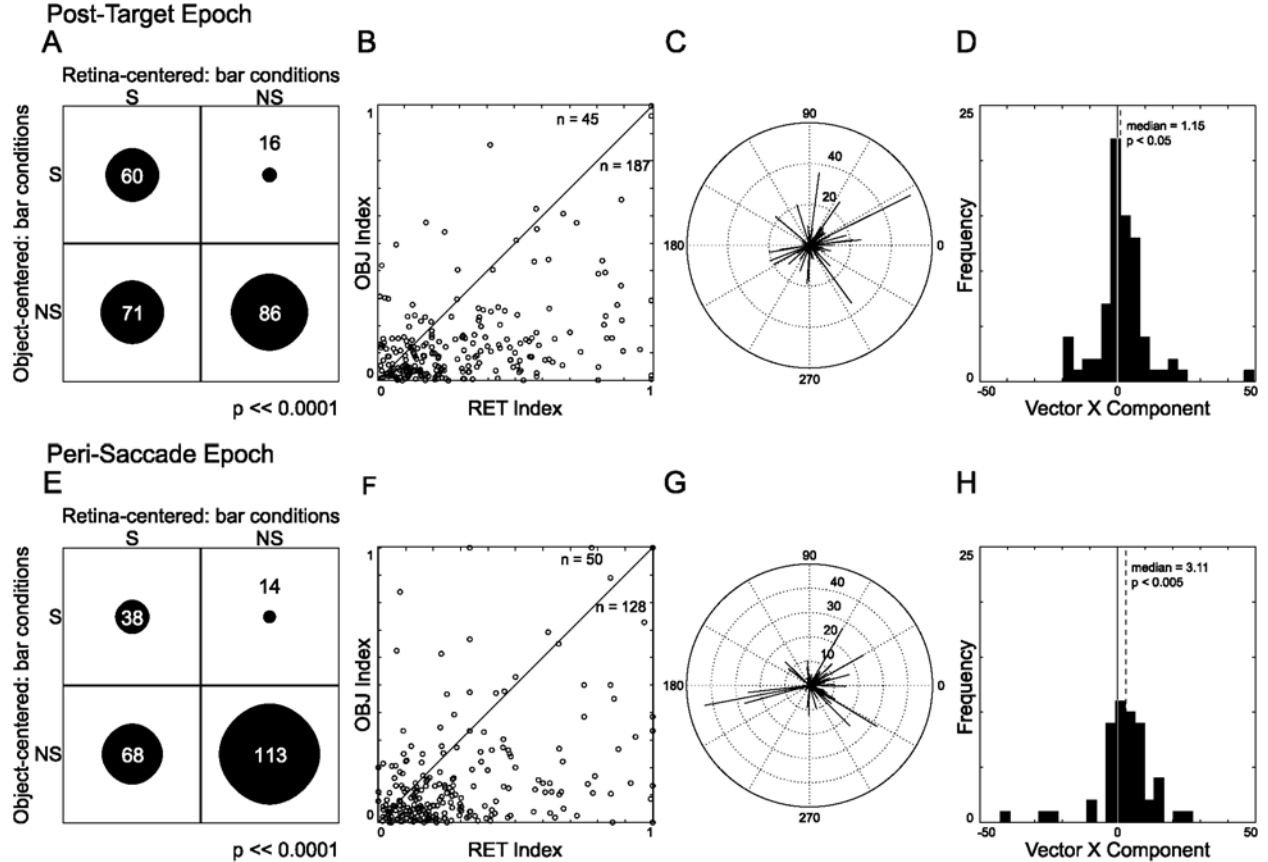 Post-Target Epoch
A
Retina-centered: bar conditions
S NS
Object-centered: bar conditions
S
NS
60
16
71
86
p << 0.0001
B
1
OBJ Index
0
n = 45
n = 187
0 1
RET Index
C
90
40
20
180
0
270
D
25
Frequency
0
median = 1.15
p < 0.05
-50 0 50
Vector X Component
Peri-Saccade Epoch
E
Retina-centered: bar conditions
S NS
Object-centered: bar conditions
S
NS
38
14
68
113
p << 0.0001
F
1
OBJ Index
0
n = 50
n = 128
0 1
RET Index
G
90
40
30
20
10
180
0
270
H
25
Frequency
0
median = 3.11
p < 0.005
-50 0 50
Vector X Component